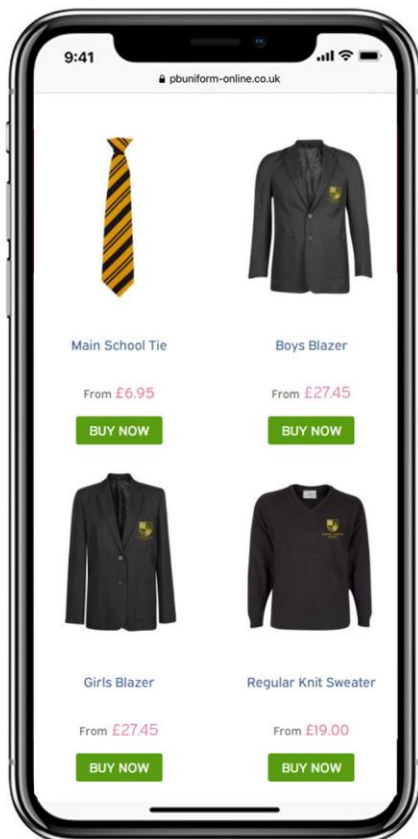 9:41
pbuniform-online.co.uk
Main School Tie
Boys Blazer
From £6.95
From £27.45
BUY NOW
BUY NOW
Girls Blazer
Regular Knit Sweater
From £27.45
From £19.00
BUY NOW
BUY NOW